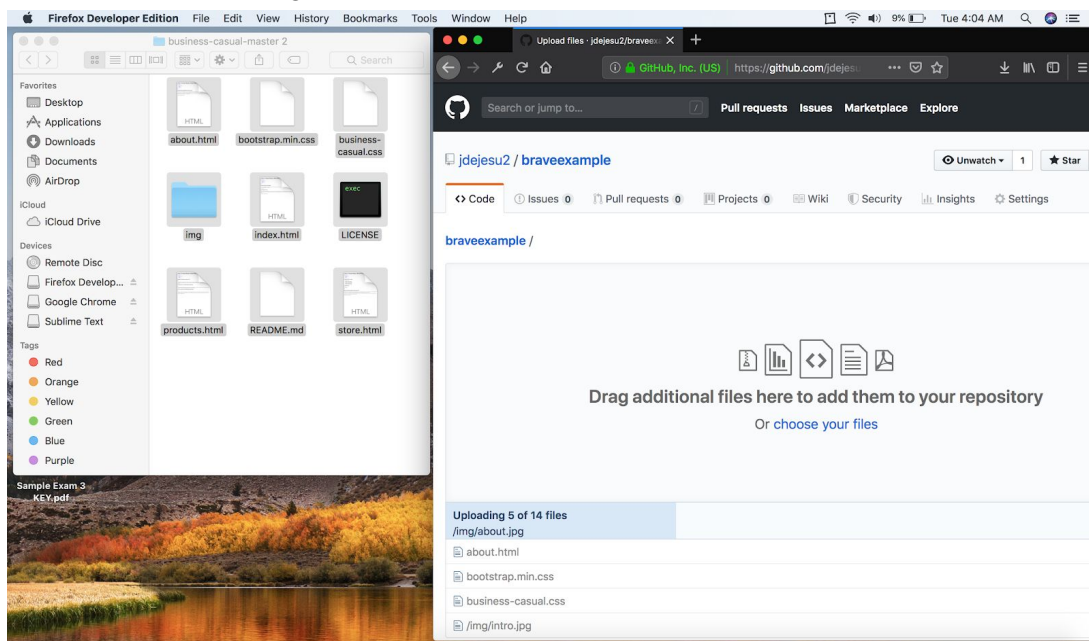 Firefox Developer Edition File Edit View History Bookmarks Tools Window Help 9% Tue 4:04 AM
business-casual-master 2
Search
Favorites
Desktop
Applications
Downloads
Documents
AirDrop
iCloud
iCloud Drive
Devices
Remote Disc
Firefox Develop...
Google Chrome
Sublime Text
Tags
Red
Orange
Yellow
Green
Blue
Purple
HTML
about.html bootstrap.min.css business-
casual.css
HTML exec
img index.html LICENSE
HTML HTML
products.html README.md store.html
Sample Exam 3
KEY.pdf
Upload files · jdejesu2/braveex
GitHub, Inc. (US) https://github.com/jdejesu
Search or jump to... / Pull requests Issues Marketplace Explore
jdejesu2 / braveexample Unwatch 1 Star
Code Issues 0 Pull requests 0 Projects 0 Wiki Security Insights Settings
braveexample /
Drag additional files here to add them to your repository
Or choose your files
Uploading 5 of 14 files
/img/about.jpg
about.html
bootstrap.min.css
business-casual.css
/img/intro.jpg